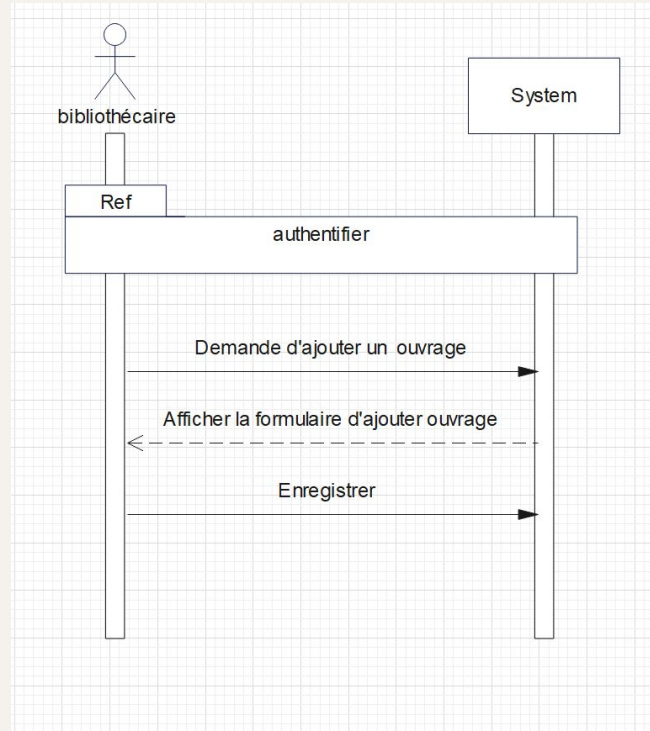 bibliothécaire
System
Ref
authentifier
Demande d'ajouter un ouvrage
Afficher la formulaire d'ajouter ouvrage
Enregistrer